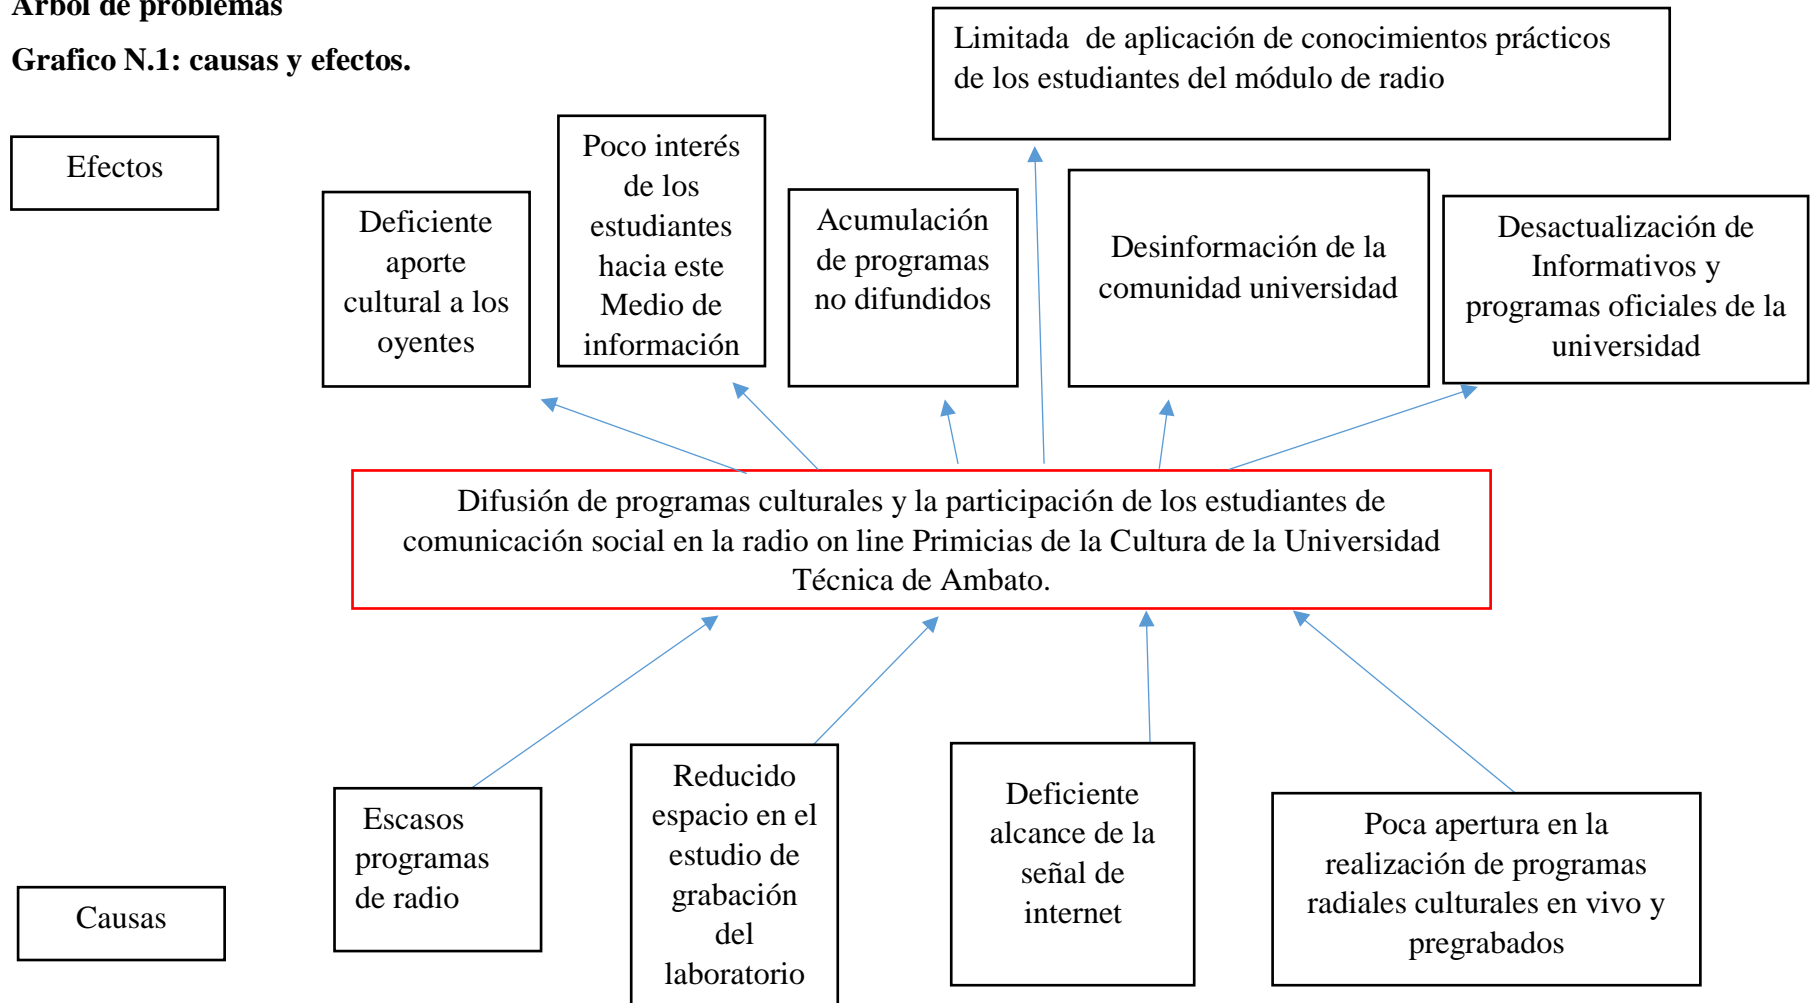 Árbol de problemas
Grafico N.1: causas y efectos.
Limitada de aplicación de conocimientos prácticos
de los estudiantes del módulo de radio
Efectos
Deficiente
aporte
cultural a los
oyentes
Poco interés
de los
estudiantes
hacia este
Medio de
información
Acumulación
de programas
no difundidos
Desinformación de la
comunidad universidad
Desactualización de
Informativos y
programas oficiales de la
universidad
Difusión de programas culturales y la participación de los estudiantes de
comunicación social en la radio on line Primicias de la Cultura de la Universidad
Técnica de Ambato.
Escasos
programas
de radio
Reducido
espacio en el
estudio de
grabación
del
laboratorio
Deficiente
alcance de la
señal de
internet
Poca apertura en la
realización de programas
radiales culturales en vivo y
pregrabados
Causas